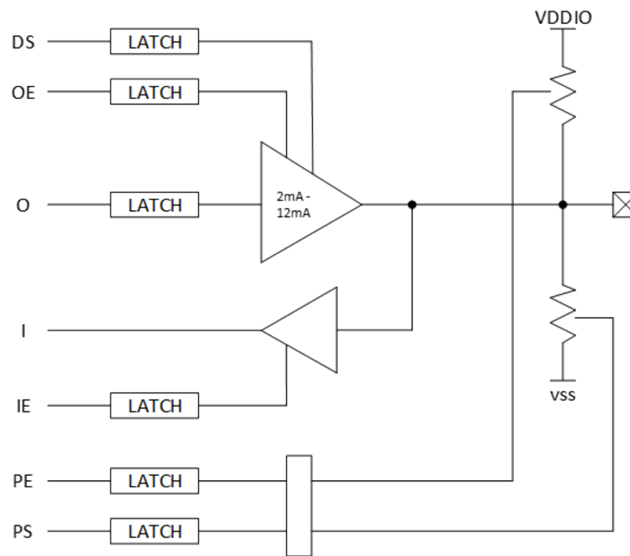 VDDIO
DS LATCH
OE LATCH
O LATCH
2mA -
12mA
I
IE LATCH
vss
PE LATCH
PS LATCH